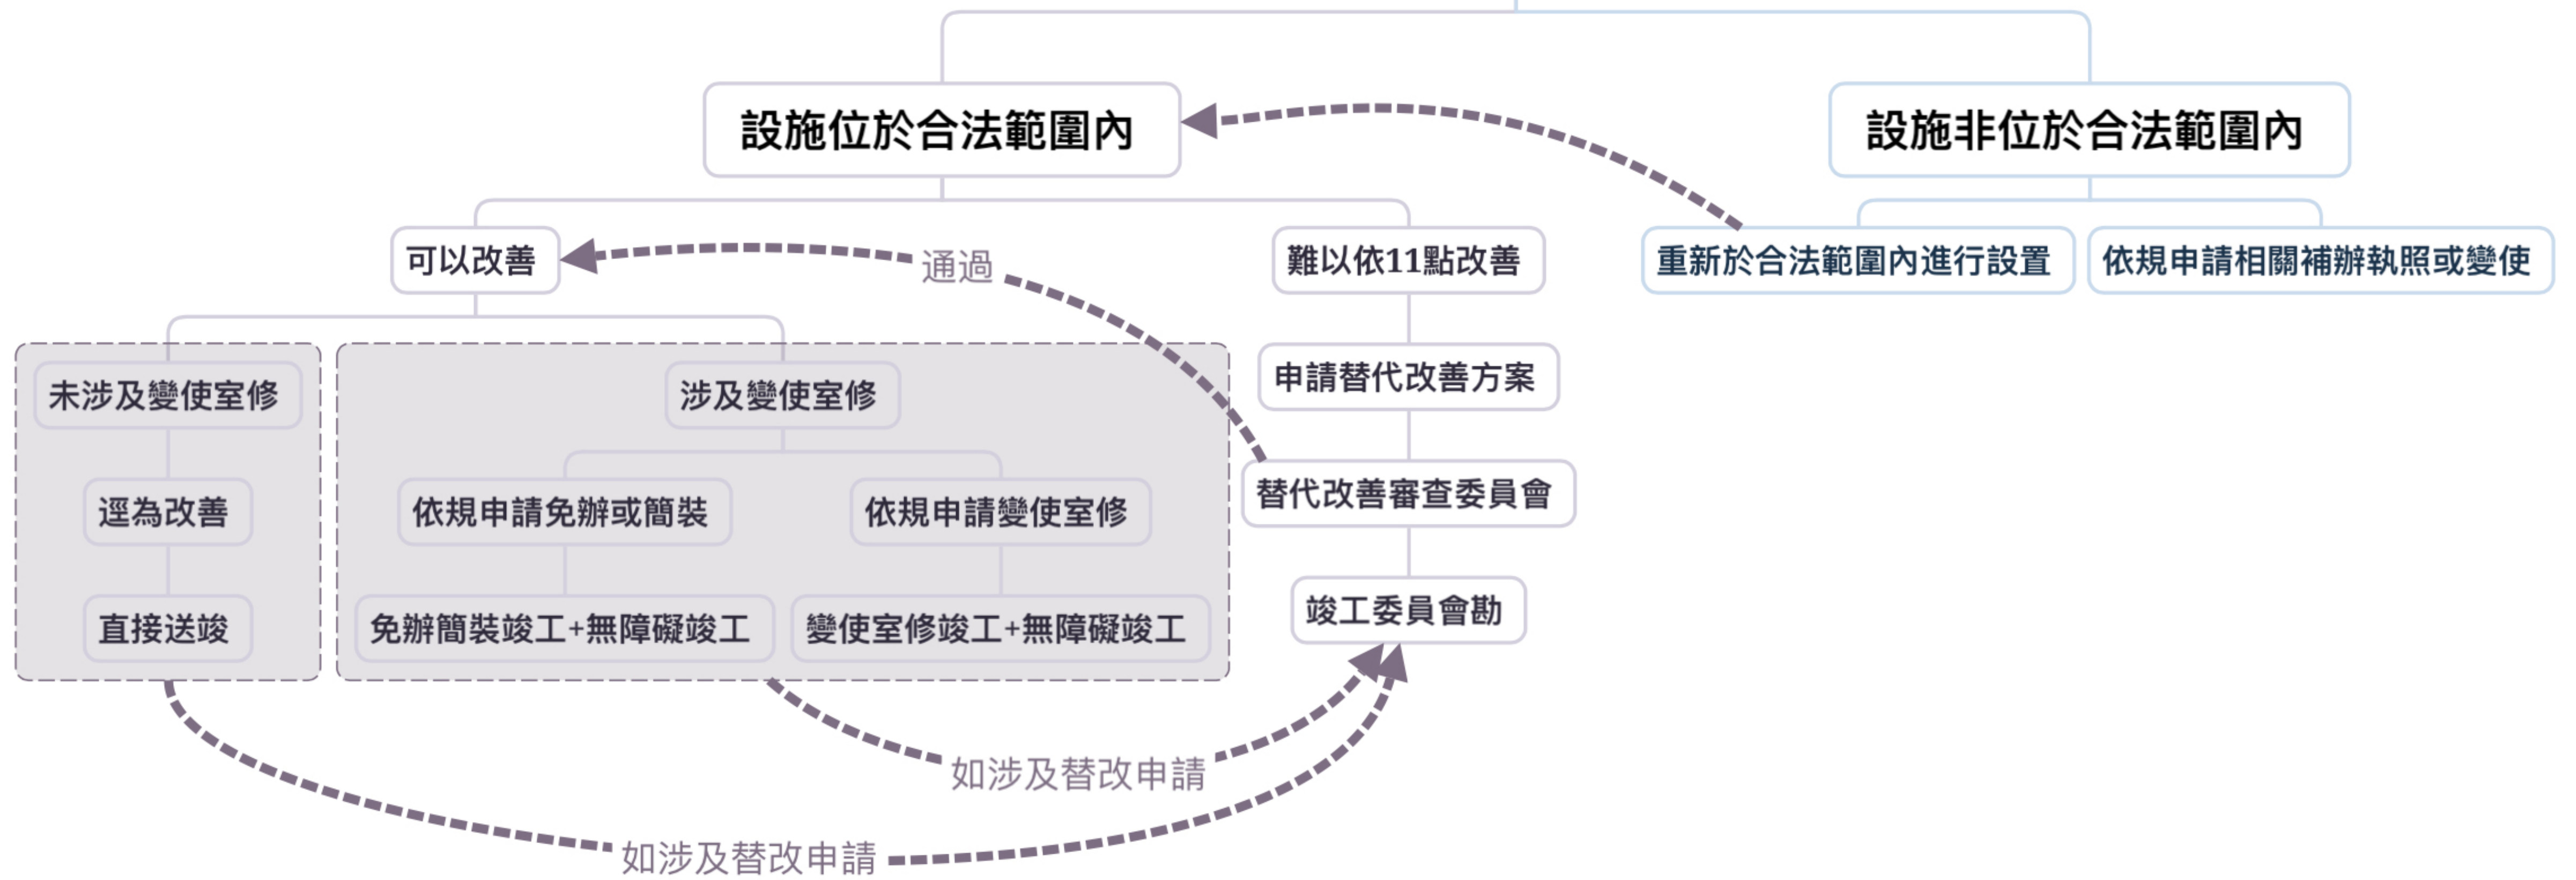 設施位於合法範圍內
設施非位於合法範圍內
可以改善
通過
難以依11點改善
重新於合法範圍內進行設置
依規申請相關補辦執照或變使
未涉及變使室修
涉及變使室修
申請替代改善方案
逕為改善
依規申請免辦或簡裝
依規申請變使室修
替代改善審查委員會
直接送竣
免辦簡裝竣工+無障礙竣工
變使室修竣工+無障礙竣工
竣工委員會勘
如涉及替改申請
如涉及替改申請